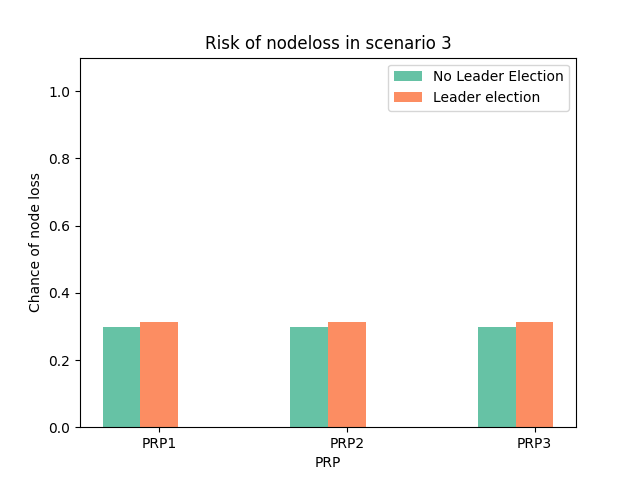 Risk of nodeloss in scenario 3
No Leader Election
Leader election
1.0
0.8
0.6
0.4
0.2
0.0
Chance of node loss
PRP1
PRP2
PRP3
PRP